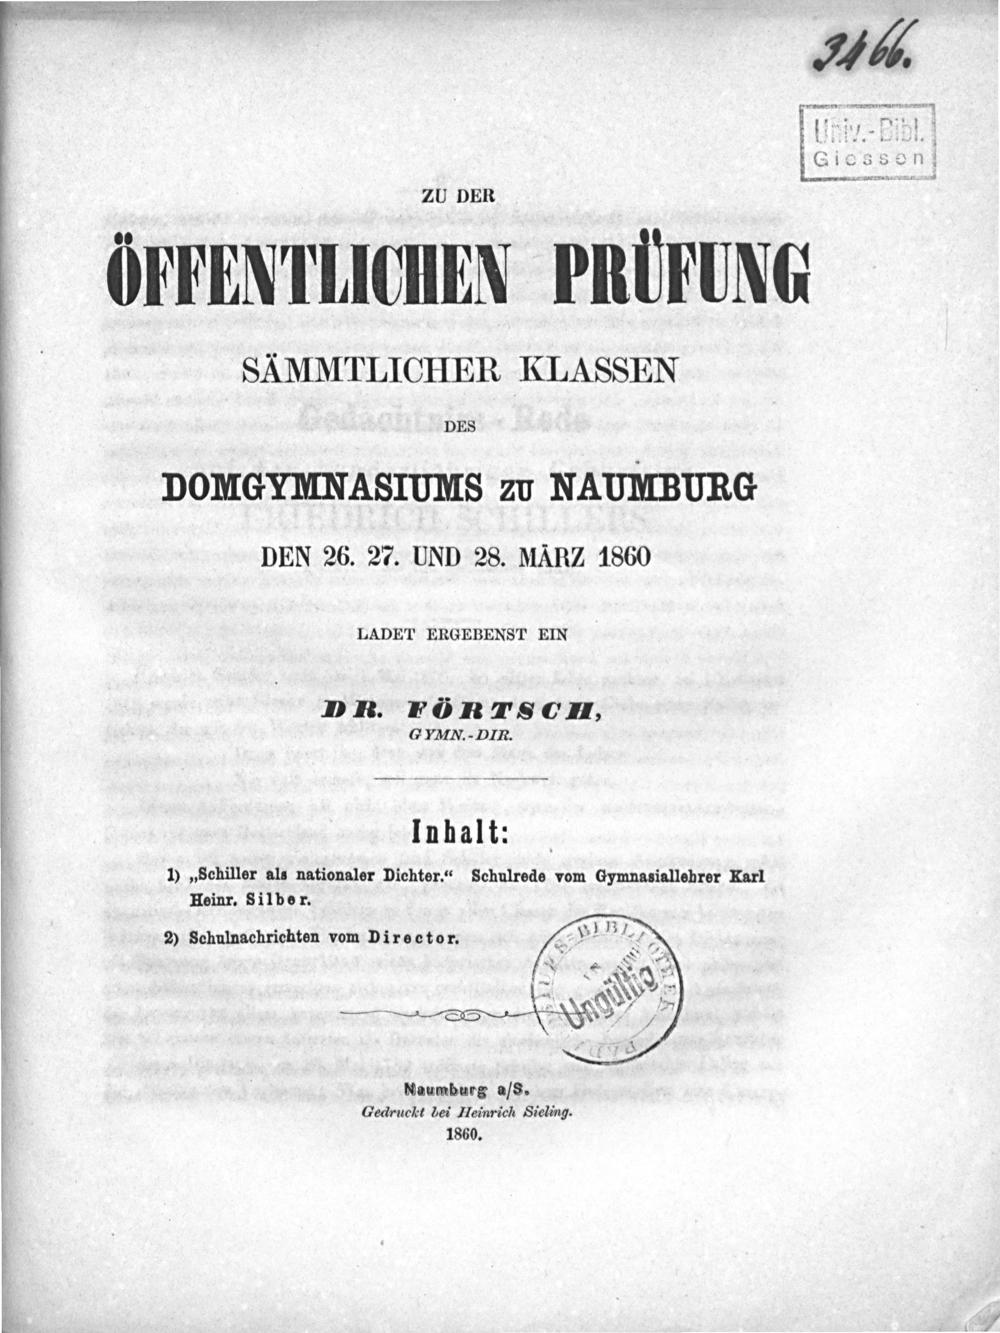 3466.
Univ.-Bibl.
Giessen
ZU DER
ÖFFENTLICHEN PRÜFUNG
SÄMMTLICHER KLASSEN
DES
DOMGYMNASIUMS ZU NAUMBURG
DEN 26. 27. UND 28. MÄRZ 1860
LADET ERGEBENST EIN
DR. FÖRTSCH,
GYMN.-DIR.
Inhalt:
1) „Schiller als nationaler Dichter.“ Schulrede vom Gymnasiallehrer Karl
Heinr. Silber.
2) Schulnachrichten vom Director.
BIBLIOTHEK
Ungültig
Naumburg a/S.
Gedruckt bei Heinrich Sieling.
1860.